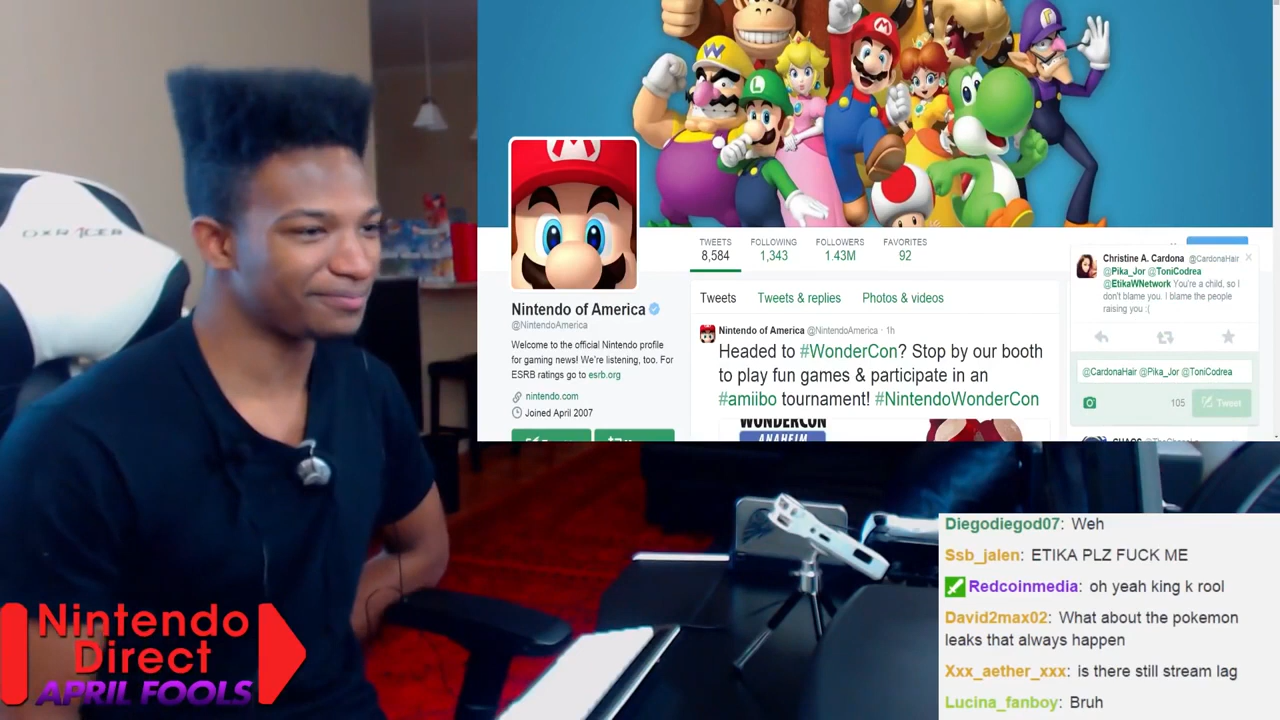 DXRACER
TWEETS
8,584
FOLLOWING
1,343
FOLLOWERS
1.43M
FAVORITES
92
Nintendo of America
@NintendoAmerica
Welcome to the official Nintendo profile
for gaming news! We're listening, too. For
ESRB ratings go to esrb.org
nintendo.com
Joined April 2007
Tweets
Tweets & replies
Photos & videos
Nintendo of America @NintendoAmerica · 1h
Headed to #WonderCon? Stop by our booth
to play fun games & participate in an
#amiibo tournament! #NintendoWonderCon
WONDERCON
ANAHEIM
Christine A. Cardona @CardonaHair
@Pika_Jor @ToniCodrea
@EtikaWNetwork You're a child, so I
don't blame you. I blame the people
raising you :(
@CardonaHair @Pika_Jor @ToniCodrea
105
Tweet
Diegodiegod07: Weh
Ssb_jalen: ETIKA PLZ FUCK ME
Redcoinmedia: oh yeah king k rool
David2max02: What about the pokemon
leaks that always happen
Xxx_aether_xxx: is there still stream lag
Lucina_fanboy: Bruh
Nintendo
Direct
APRIL FOOLS